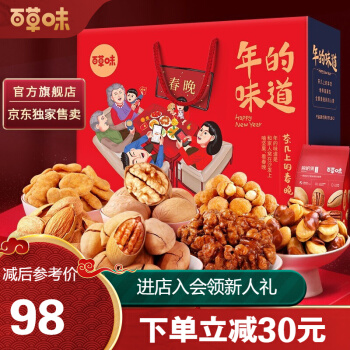 百草味
官方旗舰店
京东独家售卖
百草味
春晚
年的
味道
Happy
New Year
茶几上的春晚
年的味道
减后参考价
98
进店入会领新人礼
下单立减30元